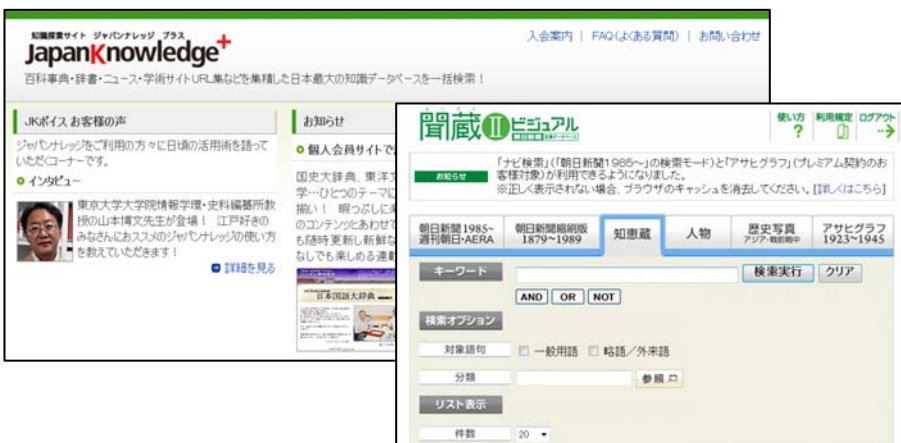 知識探索サイト ジャパンナレッジ プラス
JapanKnowledge+
入会案内 | FAQ(よくある質問) | お問い合わせ
百科事典・辞書・ニュース・学術サイトURL集などを集積した日本最大の知識データベースを一括検索！
JKボイス お客様の声
ジャパンナレッジをご利用の方々に日頃の活用術を語って
いただくコーナーです。
インタビュー
東京大学大学院情報学環・史料編纂所教
授の山本博文先生が登場！ 江戸好きの
みなさんにおススメのジャパンナレッジの使い方
を教えていただきます！
詳細を見る
お知らせ
個人会員サイトで
国史大辞典、東洋文
学…ひとつのテーマに
揃い！ 暇つぶしに
のコンテンツとあわせて
も随時更新し新鮮な
なしでも楽しめる連載
日本国語大辞典
聞蔵IIビジュアル
使い方
利用規定
ログアウト
お知らせ
「ナビ検索」(「朝日新聞1985～」の検索モード)と「アサヒグラフ」(プレミアム契約のお
客様対象)が利用できるようになりました。
※正しく表示されない場合、ブラウザのキャッシュを消去してください。[詳しくはこちら]
朝日新聞1985～
週刊朝日・AERA
朝日新聞縮刷版
1879～1989
知恵蔵
人物
歴史写真
アジア・戦前戦中
アサヒグラフ
1923～1945
キーワード
検索実行
クリア
AND OR NOT
検索オプション
対象語句
一般用語 略語／外来語
分類
参照
リスト表示
件数
20